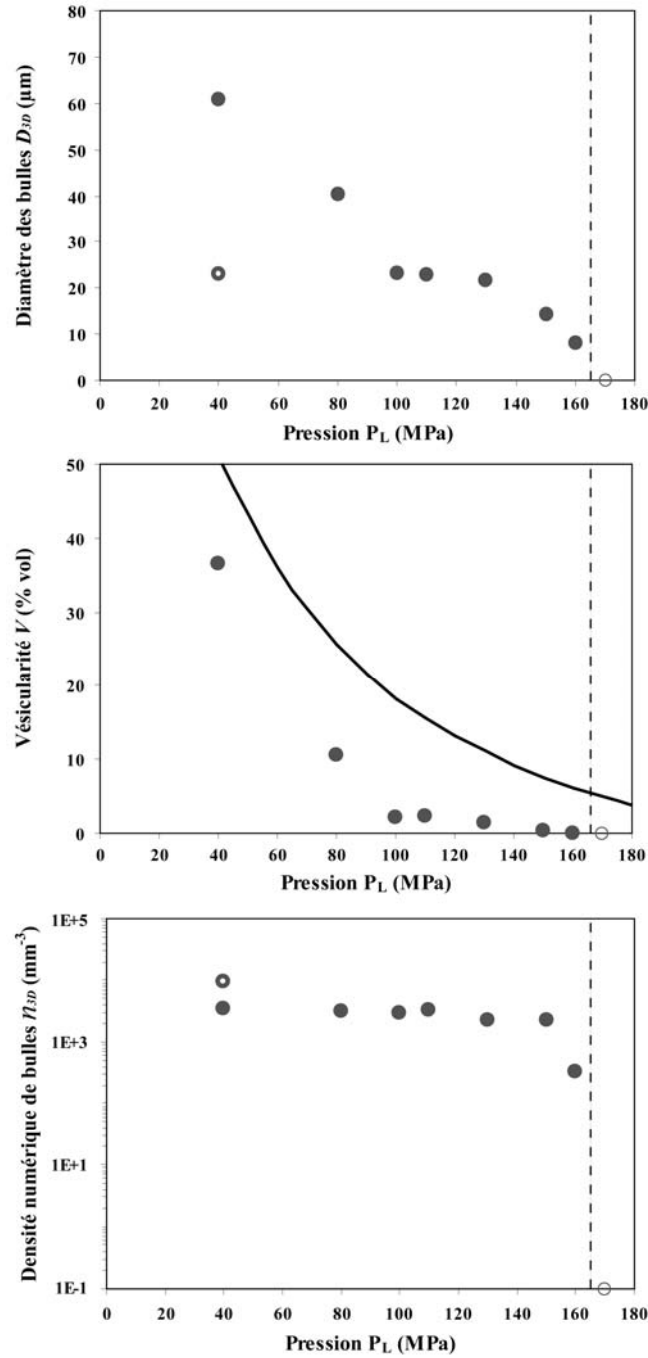 80
70
60
50
40
30
20
10
0
Diamètre des bulles D3D (µm)
0 20 40 60 80 100 120 140 160 180
Pression PL (MPa)
50
40
30
20
10
0
Vésicularité V (% vol)
0 20 40 60 80 100 120 140 160 180
Pression PL (MPa)
1E+5
1E+3
1E+1
1E-1
Densité numérique de bulles n3D (mm-3)
0 20 40 60 80 100 120 140 160 180
Pression PL (MPa)